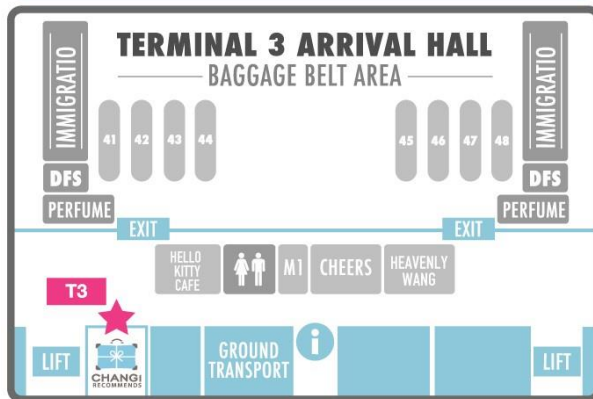 TERMINAL 3 ARRIVAL HALL
BAGGAGE BELT AREA
IMMIGRATIO
41
42
43
44
45
46
47
48
IMMIGRATIO
DFS
DFS
PERFUME
PERFUME
EXIT
EXIT
HELLO
KITTY
CAFE
M1
CHEERS
HEAVENLY
WANG
T3
LIFT
CHANGI
RECOMMENDS
GROUND
TRANSPORT
i
LIFT